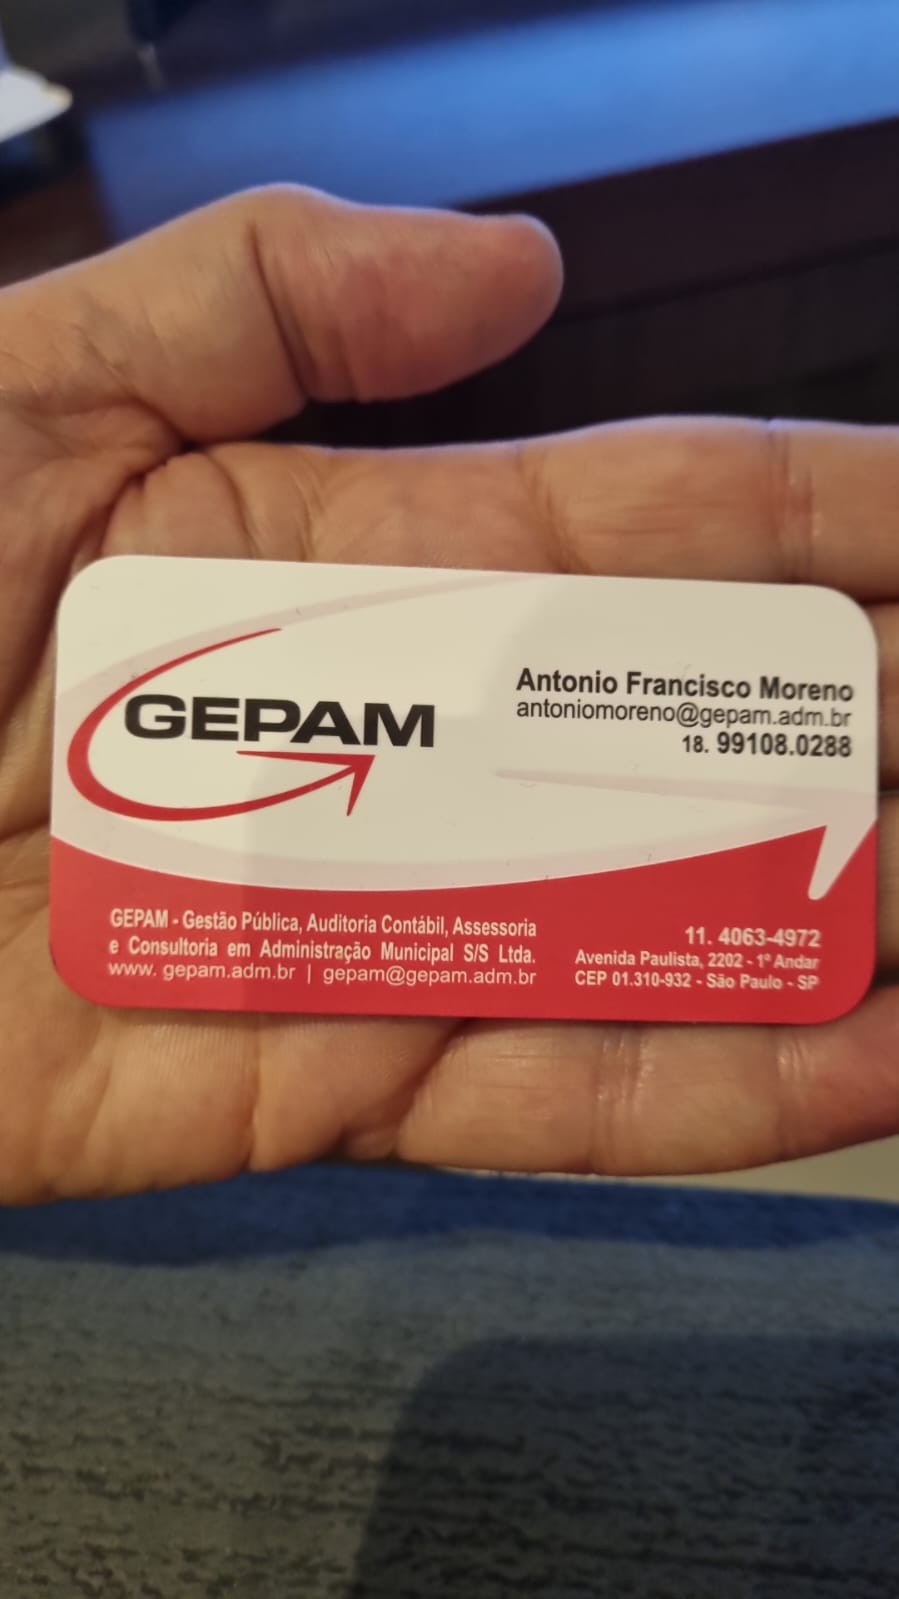 GEPAM
Antonio Francisco Moreno
antoniomoreno@gepam.adm.br
18. 99108.0288
GEPAM - Gestão Pública, Auditoria Contábil, Assessoria
e Consultoria em Administração Municipal S/S Ltda.
www. gepam.adm.br | gepam@gepam.adm.br
11. 4063-4972
Avenida Paulista, 2202 - 1º Andar
CEP 01.310-932 - São Paulo - SP